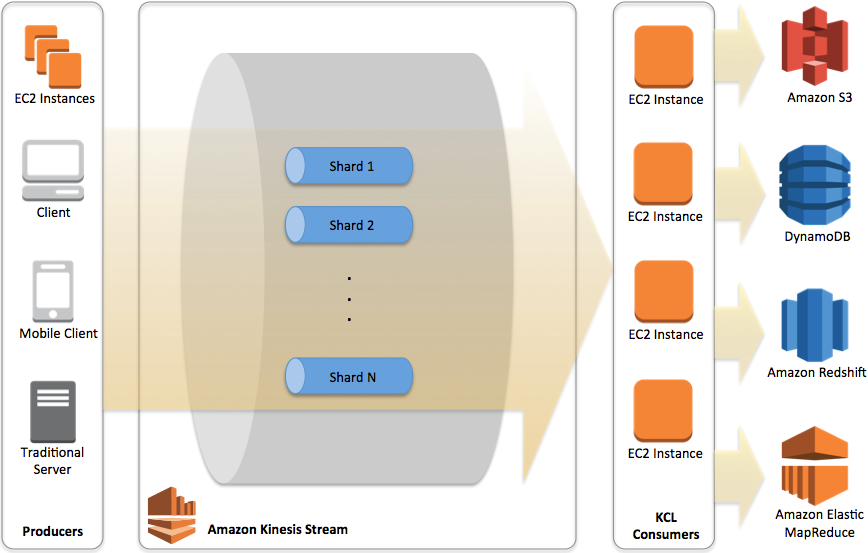 EC2 Instances
Client
Mobile Client
Traditional
Server
Producers
Shard 1
Shard 2
Shard N
Amazon Kinesis Stream
EC2 Instance
EC2 Instance
EC2 Instance
EC2 Instance
KCL
Consumers
Amazon S3
DynamoDB
Amazon Redshift
Amazon Elastic
MapReduce